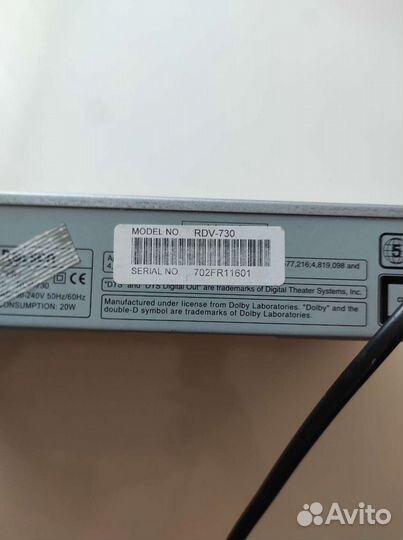 MODEL NO. RDV-730
SERIAL NO. 702FR11601
77,216;4,819,098 and
"DTS" and "DTS Digital Out" are trademarks of Digital Theater Systems, Inc.
Manufactured under license from Dolby Laboratories. "Dolby" and the
double-D symbol are trademarks of Dolby Laboratories.
-240V 50Hz/60Hz
CONSUMPTION: 20W
5
Avito